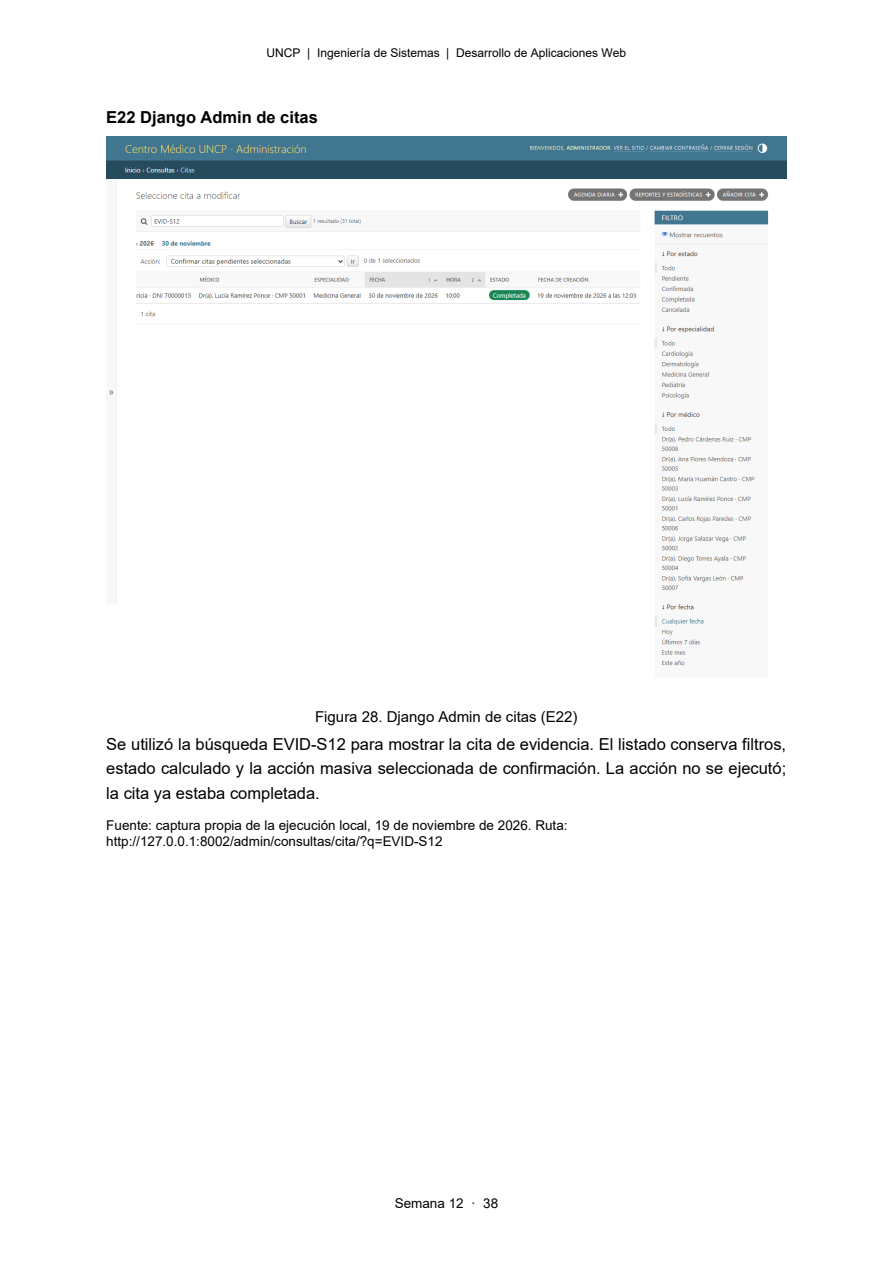 UNCP | Ingeniería de Sistemas | Desarrollo de Aplicaciones Web
E22 Django Admin de citas
Centro Médico UNCP · Administración
BIENVENIDOS, ADMINISTRADOR. VER EL SITIO / CAMBIAR CONTRASEÑA / CERRAR SESIÓN
Inicio › Consultas › Citas
Seleccione cita a modificar
AGENDA DIARIA
REPORTES Y ESTADÍSTICAS
AÑADIR CITA
EVID-S12
Buscar
1 resultado (31 total)
‹ 2026 30 de noviembre
Acción: Confirmar citas pendientes seleccionadas
Ir
0 de 1 seleccionados
MÉDICO ESPECIALIDAD FECHA 1 HORA 2 ESTADO FECHA DE CREACIÓN
ricia · DNI 70000015 Dr(a). Lucía Ramírez Ponce · CMP 50001 Medicina General 30 de noviembre de 2026 10:00 Completada 19 de noviembre de 2026 a las 12:03
1 cita
»
FILTRO
Mostrar recuentos
↓ Por estado
Todo
Pendiente
Confirmada
Completada
Cancelada
↓ Por especialidad
Todo
Cardiología
Dermatología
Medicina General
Pediatría
Psicología
↓ Por médico
Todo
Dr(a). Pedro Cárdenas Ruiz · CMP
50008
Dr(a). Ana Flores Mendoza · CMP
50005
Dr(a). María Huamán Castro · CMP
50003
Dr(a). Lucía Ramírez Ponce · CMP
50001
Dr(a). Carlos Rojas Paredes · CMP
50006
Dr(a). Jorge Salazar Vega · CMP
50002
Dr(a). Diego Torres Ayala · CMP
50004
Dr(a). Sofía Vargas León · CMP
50007
↓ Por fecha
Cualquier fecha
Hoy
Últimos 7 días
Este mes
Este año
Figura 28. Django Admin de citas (E22)
Se utilizó la búsqueda EVID-S12 para mostrar la cita de evidencia. El listado conserva filtros,
estado calculado y la acción masiva seleccionada de confirmación. La acción no se ejecutó;
la cita ya estaba completada.
Fuente: captura propia de la ejecución local, 19 de noviembre de 2026. Ruta:
http://127.0.0.1:8002/admin/consultas/cita/?q=EVID-S12
Semana 12 · 38